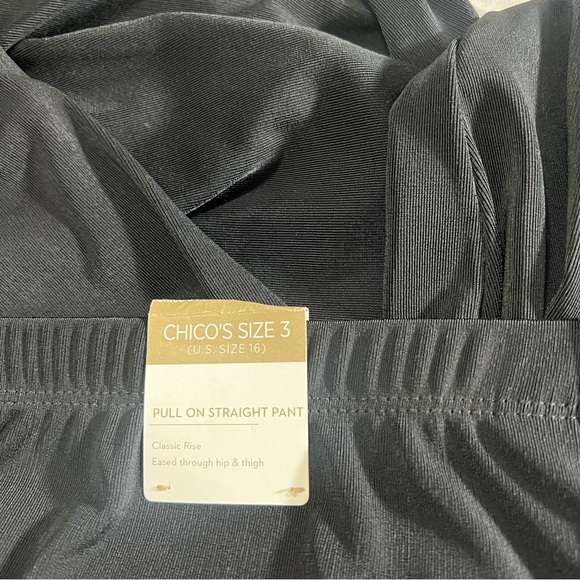 CHICO'S SIZE 3
(U.S. SIZE 16)
PULL ON STRAIGHT PANT
Classic Rise
Eased through hip & thigh